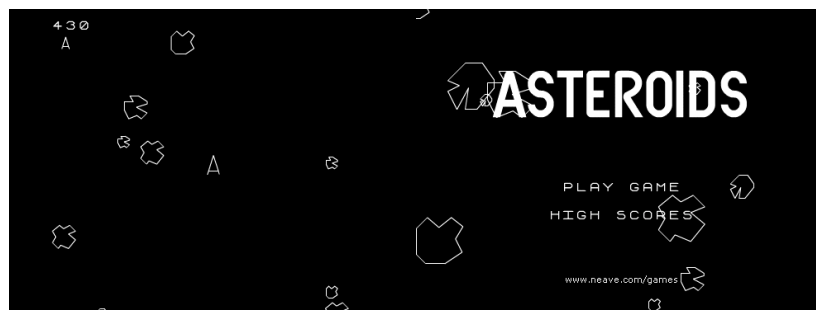 430
ASTEROIDS
PLAY GAME
HIGH SCORES
www.neave.com/games